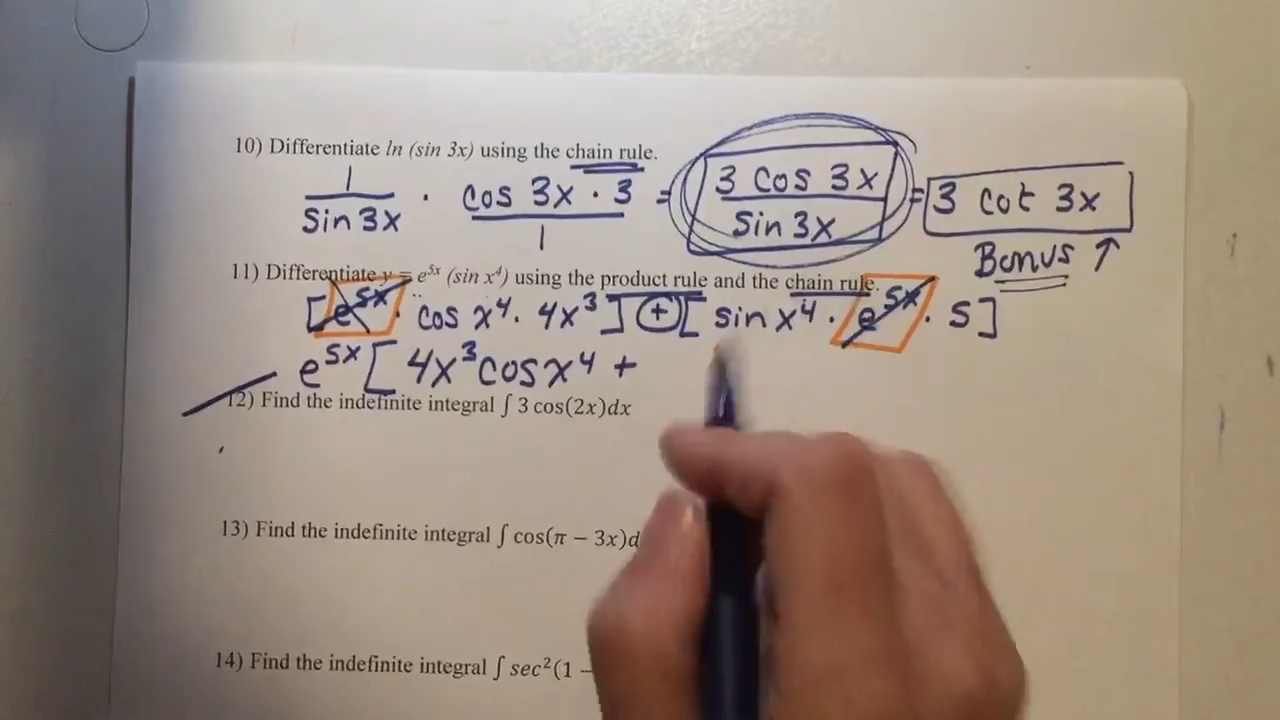 10) Differentiate ln (sin 3x) using the chain rule.
1/sin 3x · cos 3x · 3/1 = 3 cos 3x/sin 3x = 3 cot 3x
Bonus ↑
11) Differentiate y = e^5x (sin x^4) using the product rule and the chain rule.
[e^5x · cos x^4 · 4x^3] + [sin x^4 · e^5x · 5]
e^5x [4x^3 cos x^4 +
12) Find the indefinite integral ∫ 3 cos(2x)dx
13) Find the indefinite integral ∫ cos(π − 3x)d
14) Find the indefinite integral ∫ sec²(1 −